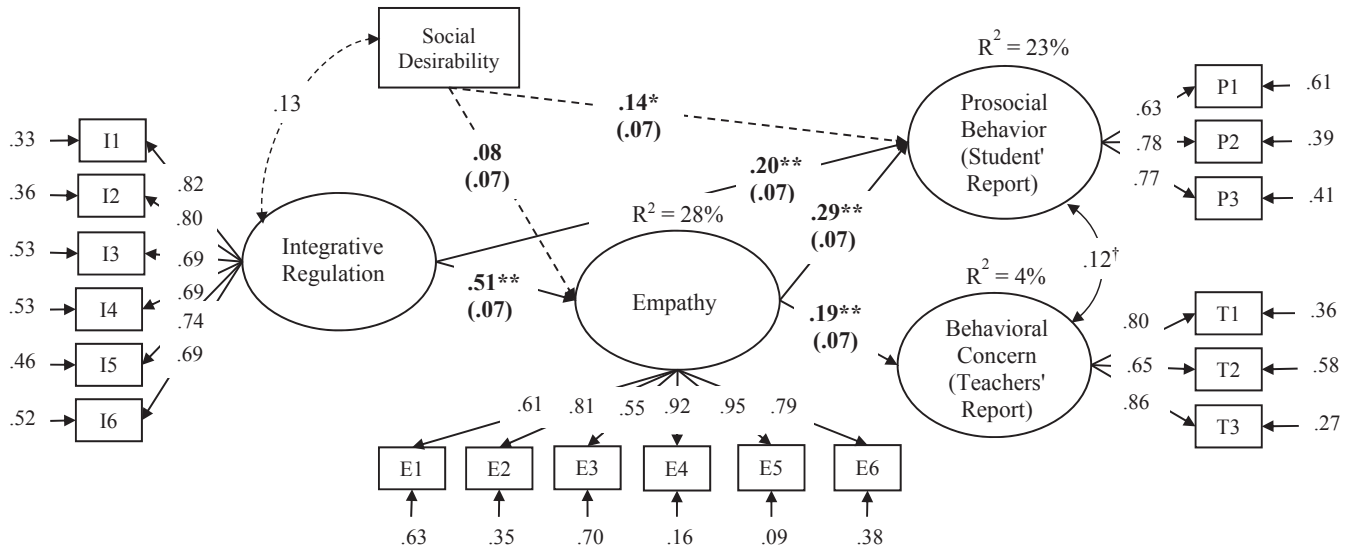 Social
Desirability
R² = 23%
.13
.14*
(.07)
Prosocial
Behavior
(Student'
Report)
.63
P1
.61
.78
P2
.39
.77
P3
.41
.33
I1
.82
.36
I2
.80
.53
I3
.69
.53
I4
.69
.46
I5
.74
.52
I6
.69
.08
(.07)
.20**
(.07)
Integrative
Regulation
R² = 28%
.29**
(.07)
.51**
(.07)
Empathy
.19**
(.07)
.12†
R² = 4%
Behavioral
Concern
(Teachers'
Report)
.80
T1
.36
.65
T2
.58
.86
T3
.27
.61
.81
.55
.92
.95
.79
E1
E2
E3
E4
E5
E6
.63
.35
.70
.16
.09
.38